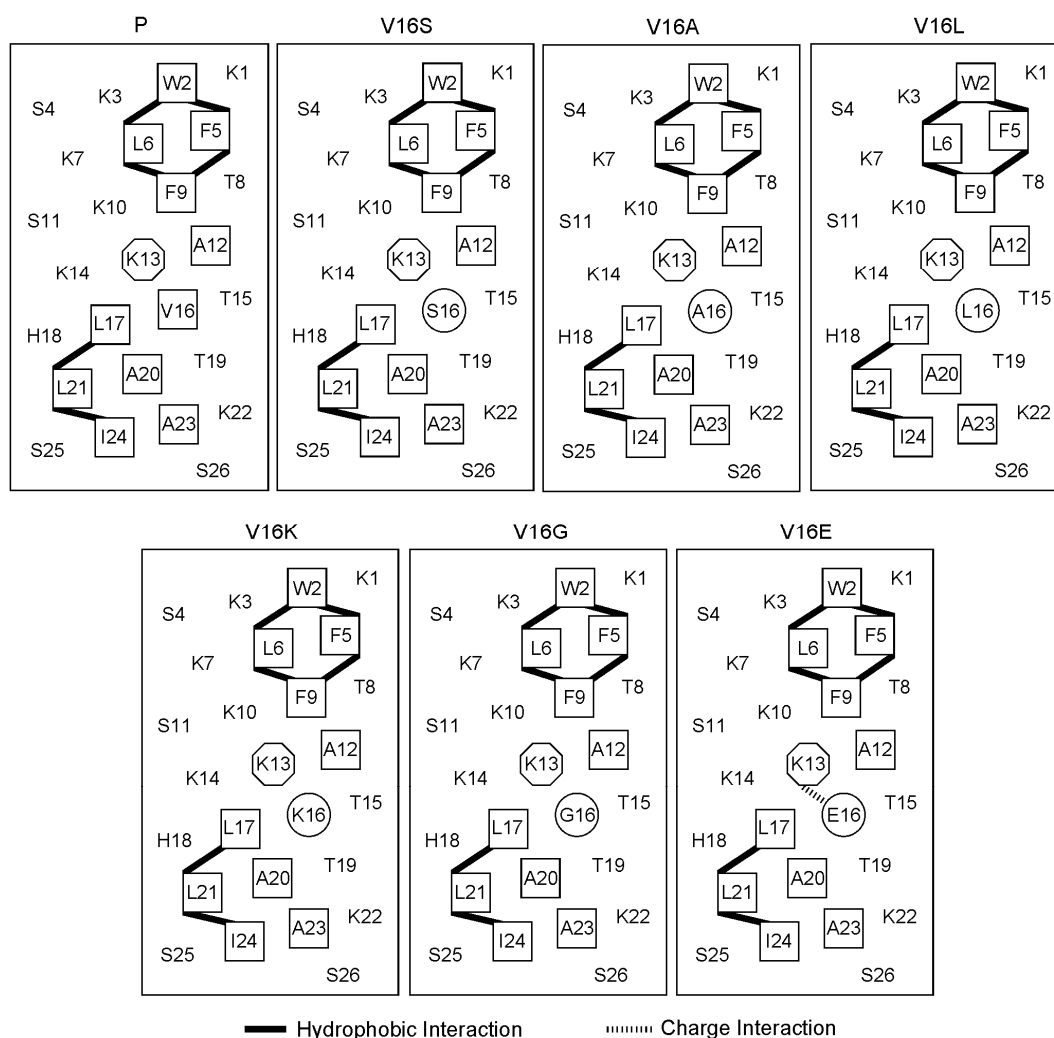 P V16S V16A V16L
W2 K1 W2 K1 W2 K1 W2 K1
S4 K3 S4 K3 S4 K3 S4 K3
L6 F5 L6 F5 L6 F5 L6 F5
K7 K7 K7 K7
F9 T8 F9 T8 F9 T8 F9 T8
S11 K10 S11 K10 S11 K10 S11 K10
K13 A12 K13 A12 K13 A12 K13 A12
K14 K14 K14 K14
V16 T15 S16 T15 A16 T15 L16 T15
H18 L17 H18 L17 H18 L17 H18 L17
L21 A20 T19 L21 A20 T19 L21 A20 T19 L21 A20 T19
I24 A23 K22 I24 A23 K22 I24 A23 K22 I24 A23 K22
S25 S26 S25 S26 S25 S26 S25 S26
V16K V16G V16E
W2 K1 W2 K1 W2 K1
S4 K3 S4 K3 S4 K3
L6 F5 L6 F5 L6 F5
K7 K7 K7
F9 T8 F9 T8 F9 T8
S11 K10 S11 K10 S11 K10
K13 A12 K13 A12 K13 A12
K14 K14 K14
K16 T15 G16 T15 E16 T15
H18 L17 H18 L17 H18 L17
L21 A20 T19 L21 A20 T19 L21 A20 T19
I24 A23 K22 I24 A23 K22 I24 A23 K22
S25 S26 S25 S26 S25 S26
Hydrophobic Interaction Charge Interaction